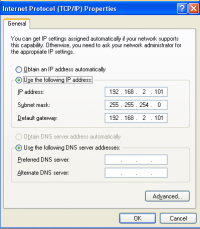 Internet Protocol (TCP/IP) Properties
General
You can get IP settings assigned automatically if your network supports
this capability. Otherwise, you need to ask your network administrator for
the appropriate IP settings.
Obtain an IP address automatically
Use the following IP address:
IP address: 192 . 168 . 2 . 101
Subnet mask: 255 . 255 . 254 . 0
Default gateway: 192 . 168 . 2 . 101
Obtain DNS server address automatically
Use the following DNS server addresses:
Preferred DNS server: . . .
Alternate DNS server: . . .
Advanced...
OK Cancel